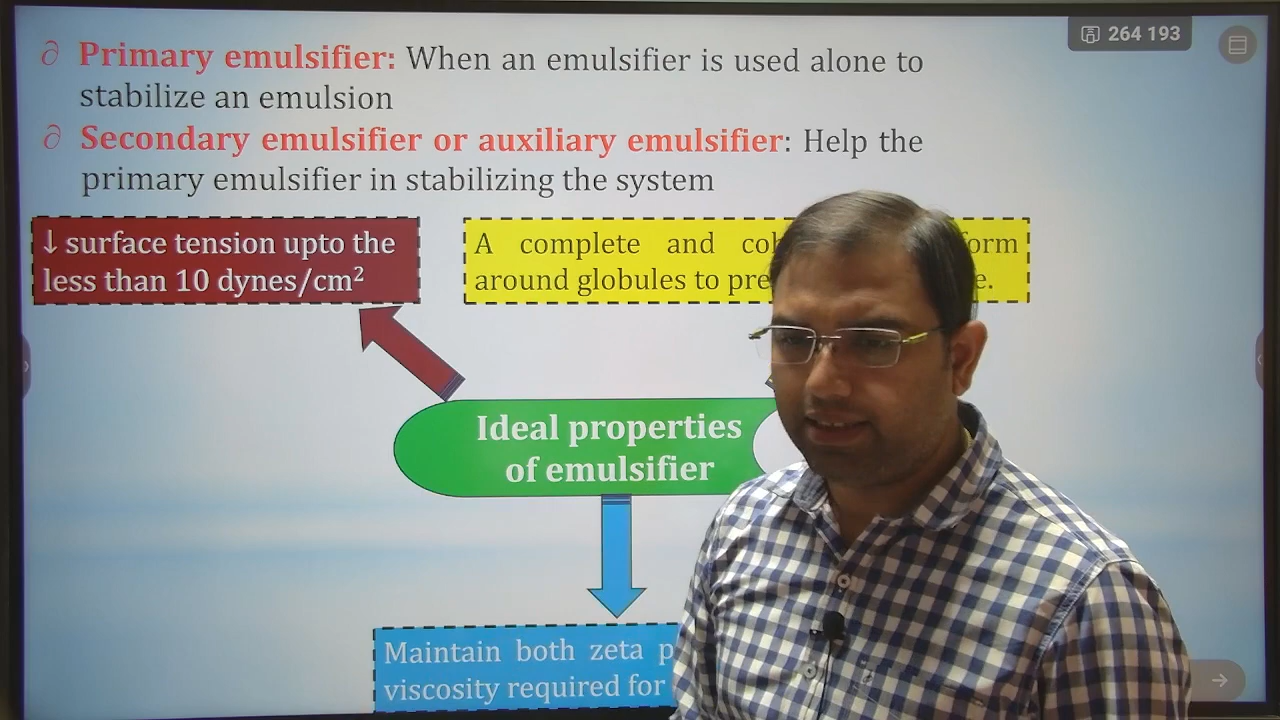 264 193
∂ Primary emulsifier: When an emulsifier is used alone to
stabilize an emulsion
∂ Secondary emulsifier or auxiliary emulsifier: Help the
primary emulsifier in stabilizing the system
↓ surface tension upto the
less than 10 dynes/cm²
A complete and
around globules to
Ideal properties
of emulsifier
Maintain both zeta
viscosity required for